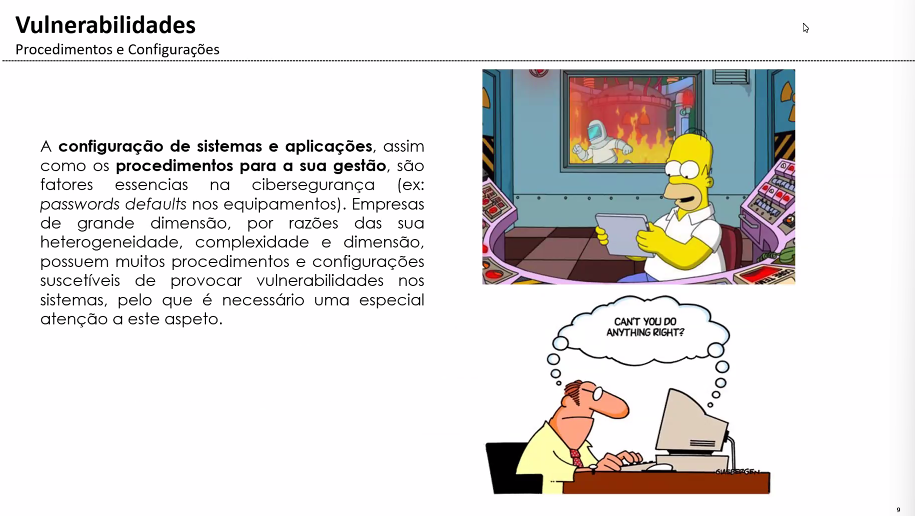 Vulnerabilidades
Procedimentos e Configurações
A configuração de sistemas e aplicações, assim
como os procedimentos para a sua gestão, são
fatores essencias na cibersegurança (ex:
passwords defaults nos equipamentos). Empresas
de grande dimensão, por razões das sua
heterogeneidade, complexidade e dimensão,
possuem muitos procedimentos e configurações
suscetíveis de provocar vulnerabilidades nos
sistemas, pelo que é necessário uma especial
atenção a este aspeto.
CAN'T YOU DO
ANYTHING RIGHT?
9